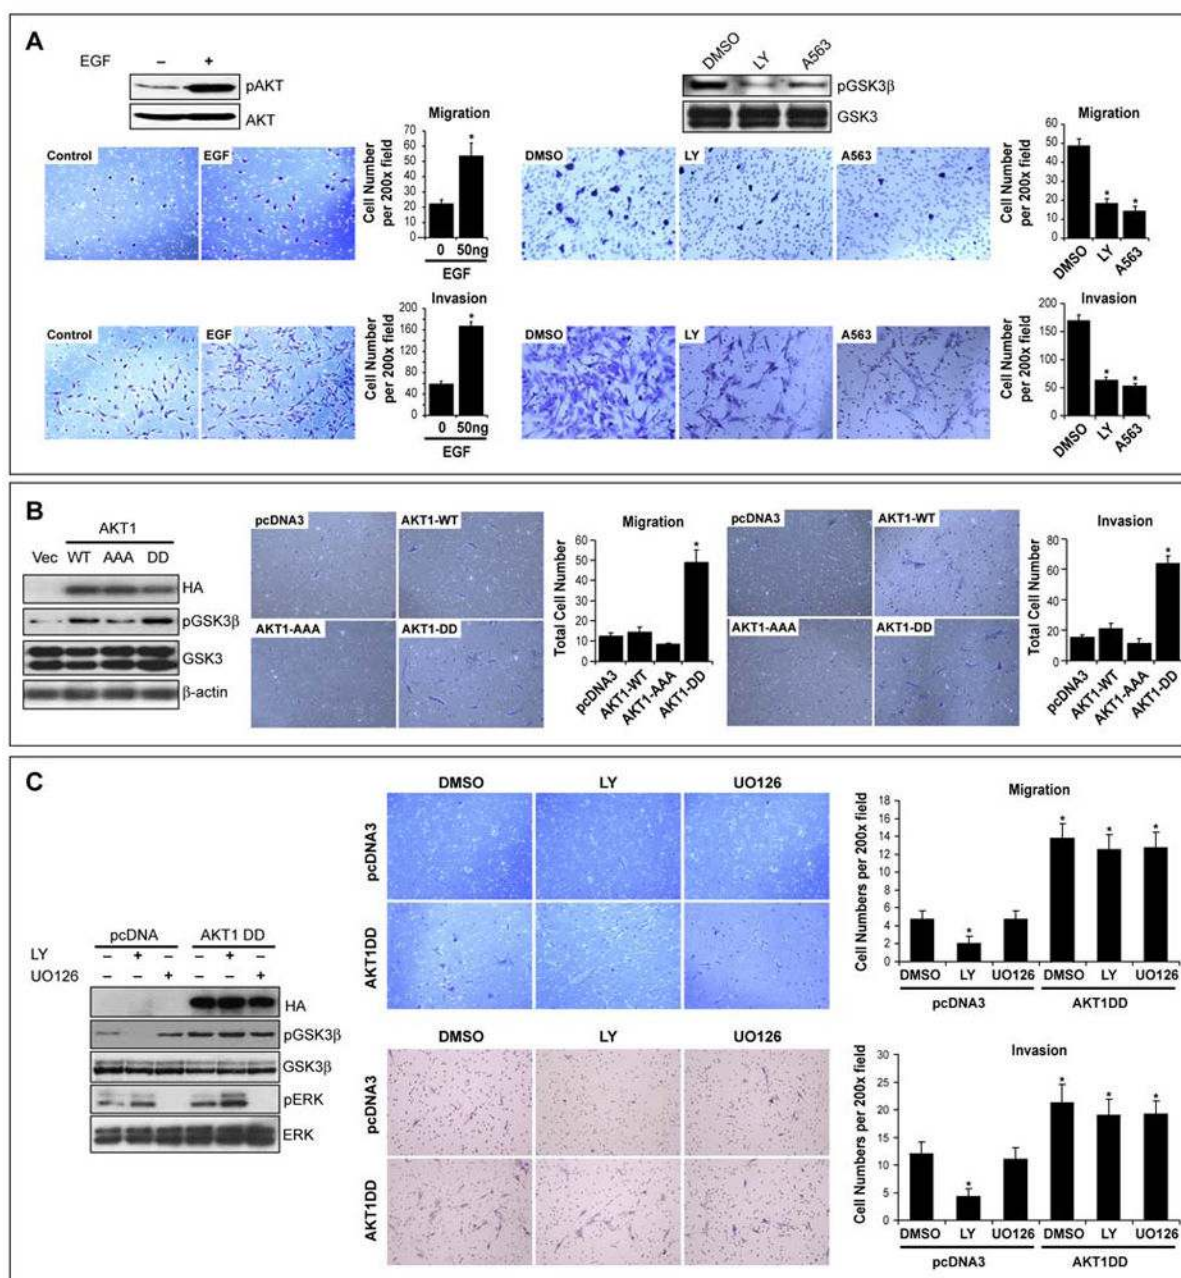 A
EGF – +
pAKT
AKT
DMSO LY A563
pGSK3β
GSK3
Control
EGF
Migration
Cell Number
per 200x field
70
60
50
40
30
20
10
0
0 50ng
EGF
DMSO
LY
A563
Migration
Cell Number
per 200x field
60
50
40
30
20
10
0
DMSO LY A563
Control
EGF
Invasion
Cell Number
per 200x field
200
160
120
80
40
0
0 50ng
EGF
DMSO
LY
A563
Invasion
Cell Number
per 200x field
200
150
100
50
0
DMSO LY A563
B
AKT1
Vec WT AAA DD
HA
pGSK3β
GSK3
β-actin
pcDNA3
AKT1-WT
AKT1-AAA
AKT1-DD
Migration
Total Cell Number
60
50
40
30
20
10
0
pcDNA3 AKT1-WT AKT1-AAA AKT1-DD
pcDNA3
AKT1-WT
AKT1-AAA
AKT1-DD
Invasion
Total Cell Number
80
60
40
20
0
pcDNA3 AKT1-WT AKT1-AAA AKT1-DD
C
pcDNA AKT1 DD
LY – + – – + –
UO126 – – + – – +
HA
pGSK3β
GSK3β
pERK
ERK
DMSO LY UO126
pcDNA3
AKT1DD
Migration
Cell Numbers per 200x field
18
16
14
12
10
8
6
4
2
0
DMSO LY UO126 DMSO LY UO126
pcDNA3 AKT1DD
DMSO LY UO126
pcDNA3
AKT1DD
Invasion
Cell Numbers per 200x field
30
25
20
15
10
5
0
DMSO LY UO126 DMSO LY UO126
pcDNA3 AKT1DD